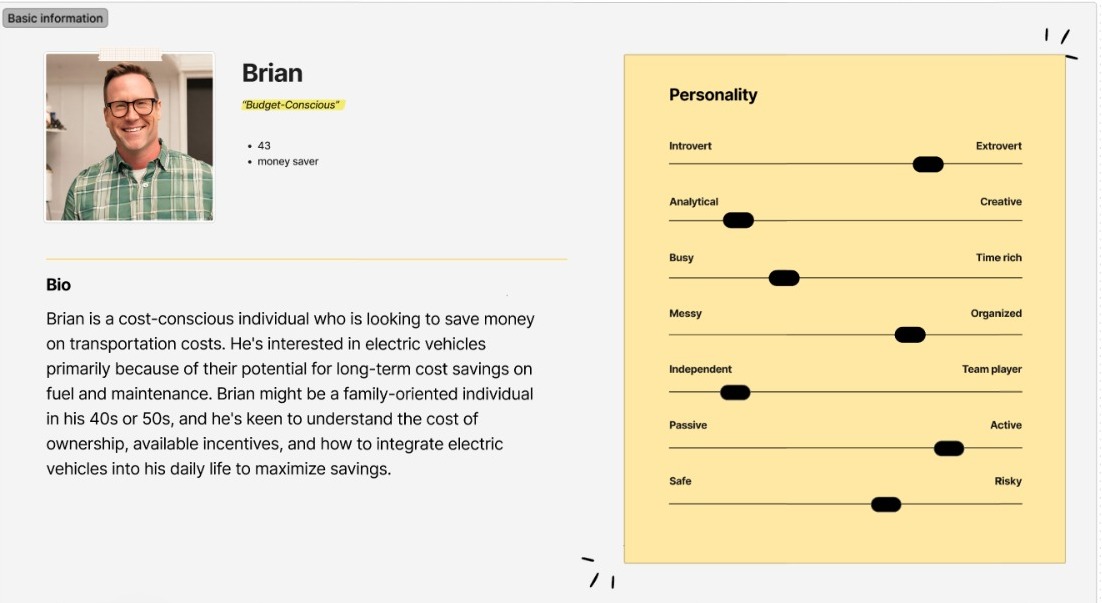 Basic information
Brian
“Budget-Conscious”
• 43
• money saver
Bio
Brian is a cost-conscious individual who is looking to save money
on transportation costs. He's interested in electric vehicles
primarily because of their potential for long-term cost savings on
fuel and maintenance. Brian might be a family-oriented individual
in his 40s or 50s, and he's keen to understand the cost of
ownership, available incentives, and how to integrate electric
vehicles into his daily life to maximize savings.
Personality
Introvert Extrovert
Analytical Creative
Busy Time rich
Messy Organized
Independent Team player
Passive Active
Safe Risky